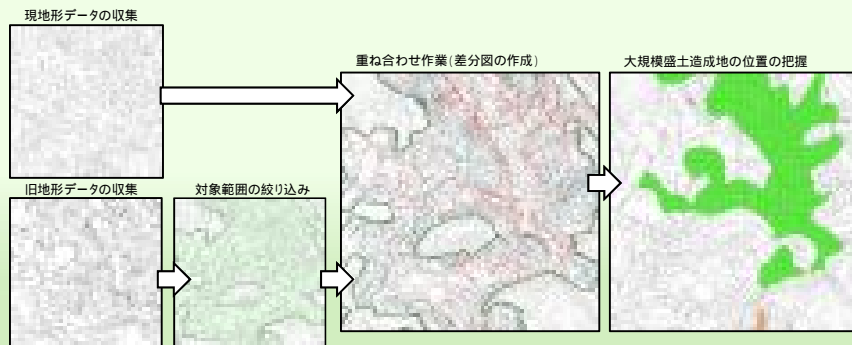 現地形データの収集
重ね合わせ作業(差分図の作成)
大規模盛土造成地の位置の把握
旧地形データの収集
対象範囲の絞り込み